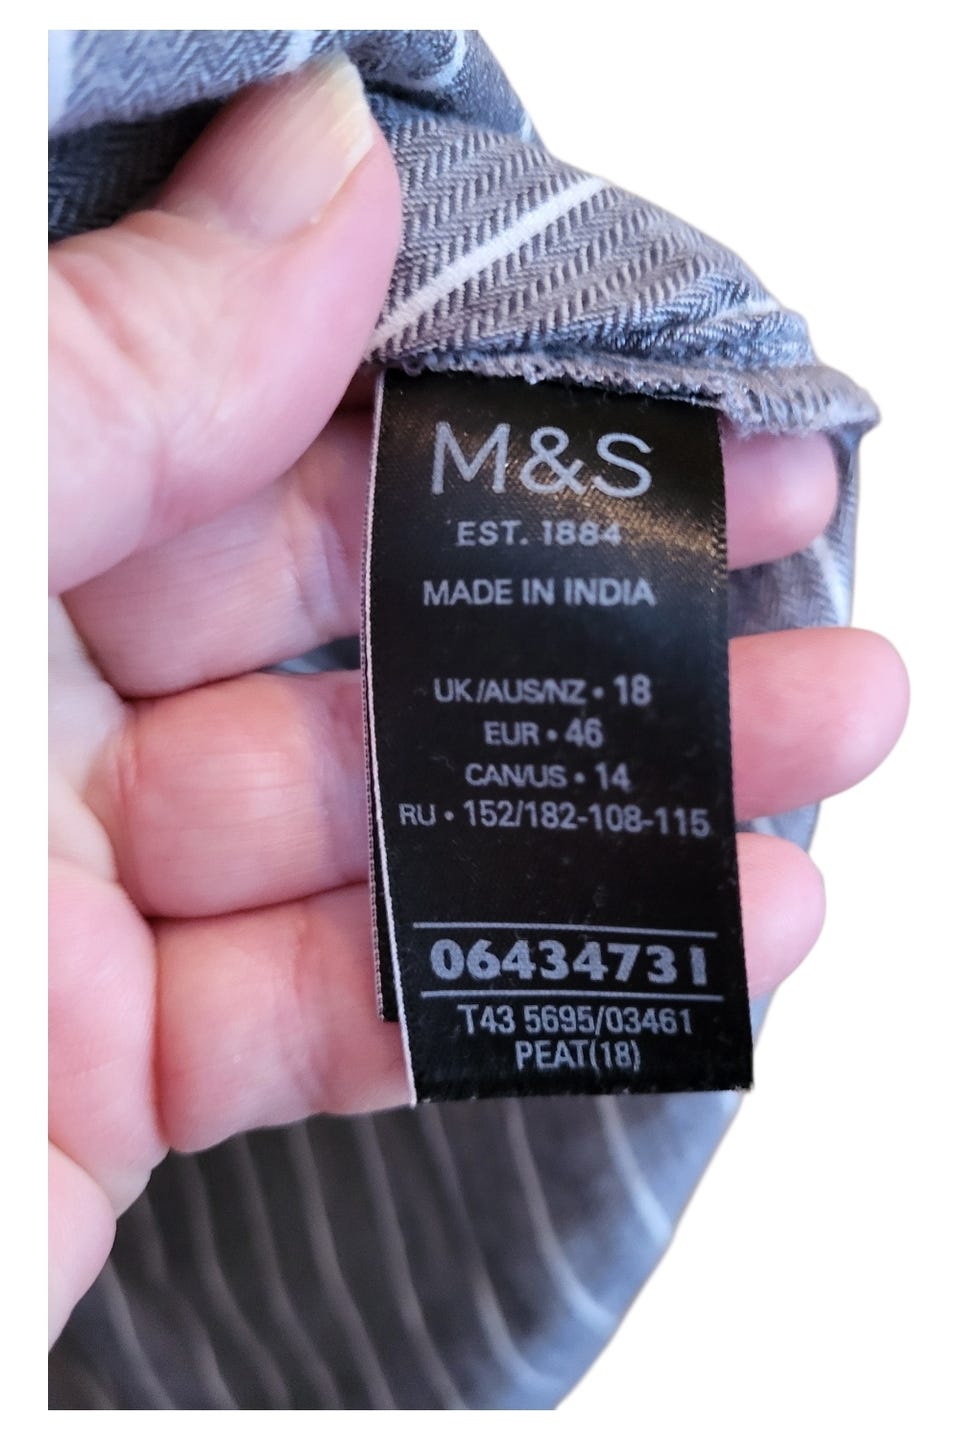 M&S
EST. 1884
MADE IN INDIA
UK/AUS/NZ • 18
EUR • 46
CAN/US • 14
RU • 152/182-108-115
06434731
T43 5695/03461
PEAT(18)